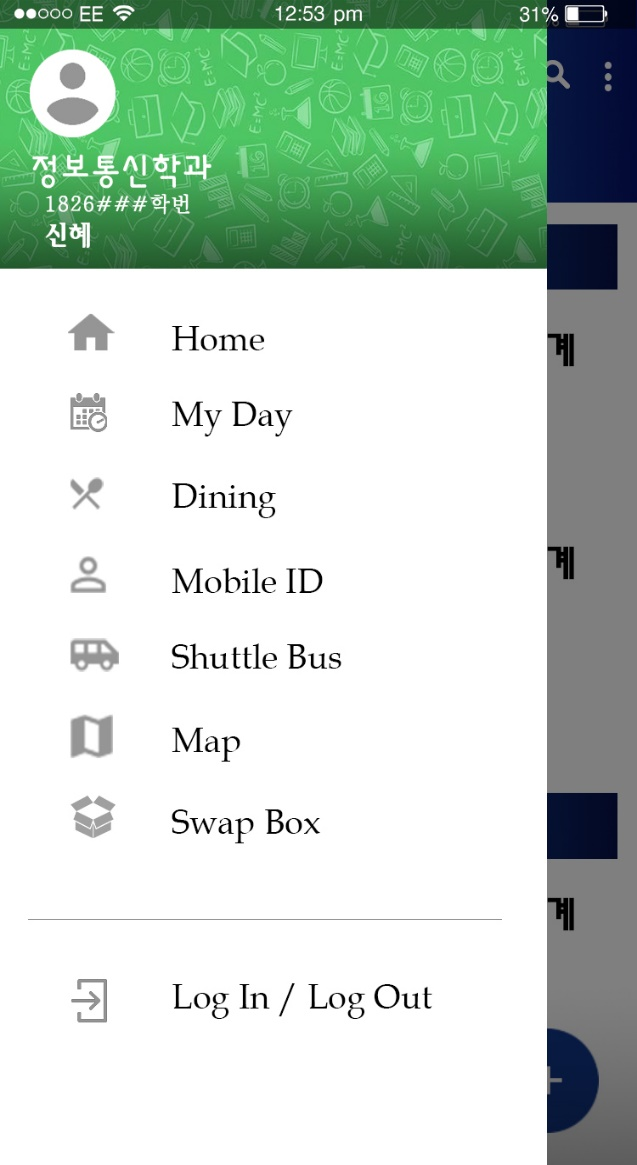 EE 12:53 pm 31%
정보통신학과
1826###학번
신혜
Home
My Day
Dining
Mobile ID
Shuttle Bus
Map
Swap Box
Log In / Log Out